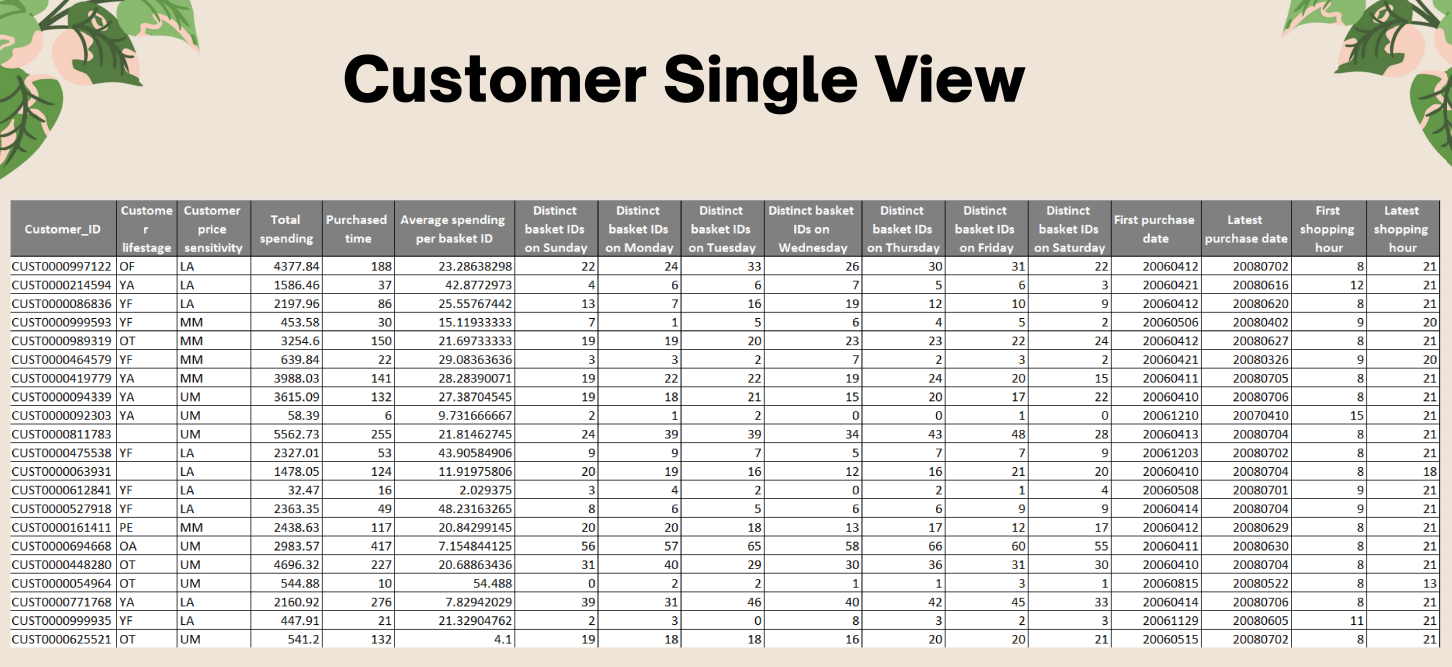 Customer Single View
Customer_ID Custome r lifestage Customer price sensitivity Total spending Purchased time Average spending per basket ID Distinct basket IDs on Sunday Distinct basket IDs on Monday Distinct basket IDs on Tuesday Distinct basket IDs on Wednesday Distinct basket IDs on Thursday Distinct basket IDs on Friday Distinct basket IDs on Saturday First purchase date Latest purchase date First shopping hour Latest shopping hour
CUST0000997122 OF LA 4377.84 188 23.28638298 22 24 33 26 30 31 22 20060412 20080702 8 21
CUST0000214594 YA LA 1586.46 37 42.8772973 4 6 6 7 5 6 3 20060421 20080616 12 21
CUST0000086836 YF LA 2197.96 86 25.55767442 13 7 16 19 12 10 9 20060412 20080620 8 21
CUST0000999593 YF MM 453.58 30 15.11933333 7 1 5 6 4 5 2 20060506 20080402 9 20
CUST0000989319 OT MM 3254.6 150 21.69733333 19 19 20 23 23 22 24 20060412 20080627 8 21
CUST0000464579 YF MM 639.84 22 29.08363636 3 3 2 7 2 3 2 20060421 20080326 9 20
CUST0000419779 YA MM 3988.03 141 28.28390071 19 22 22 19 24 20 15 20060411 20080705 8 21
CUST0000094339 YA UM 3615.09 132 27.38704545 19 18 21 15 20 17 22 20060410 20080706 8 21
CUST0000092303 YA UM 58.39 6 9.731666667 2 1 2 0 0 1 0 20061210 20070410 15 21
CUST0000811783 UM 5562.73 255 21.81462745 24 39 39 34 43 48 28 20060413 20080704 8 21
CUST0000475538 YF LA 2327.01 53 43.90584906 9 9 7 5 7 7 9 20061203 20080702 8 21
CUST0000063931 LA 1478.05 124 11.91975806 20 19 16 12 16 21 20 20060410 20080704 8 18
CUST0000612841 YF LA 32.47 16 2.029375 3 4 2 0 2 1 4 20060508 20080701 9 21
CUST0000527918 YF LA 2363.35 49 48.23163265 8 6 5 6 6 9 9 20060414 20080704 9 21
CUST0000161411 PE MM 2438.63 117 20.84299145 20 20 18 13 17 12 17 20060412 20080629 8 21
CUST0000694668 OA UM 2983.57 417 7.154844125 56 57 65 58 66 60 55 20060411 20080630 8 21
CUST0000448280 OT UM 4696.32 227 20.68863436 31 40 29 30 36 31 30 20060410 20080704 8 21
CUST0000054964 OT UM 544.88 10 54.488 0 2 2 1 1 3 1 20060815 20080522 8 13
CUST0000771768 YA LA 2160.92 276 7.82942029 39 31 46 40 42 45 33 20060414 20080706 8 21
CUST0000999935 YF LA 447.91 21 21.32904762 2 3 0 8 3 2 3 20061129 20080605 11 21
CUST0000625521 OT UM 541.2 132 4.1 19 18 18 16 20 20 21 20060515 20080702 8 21